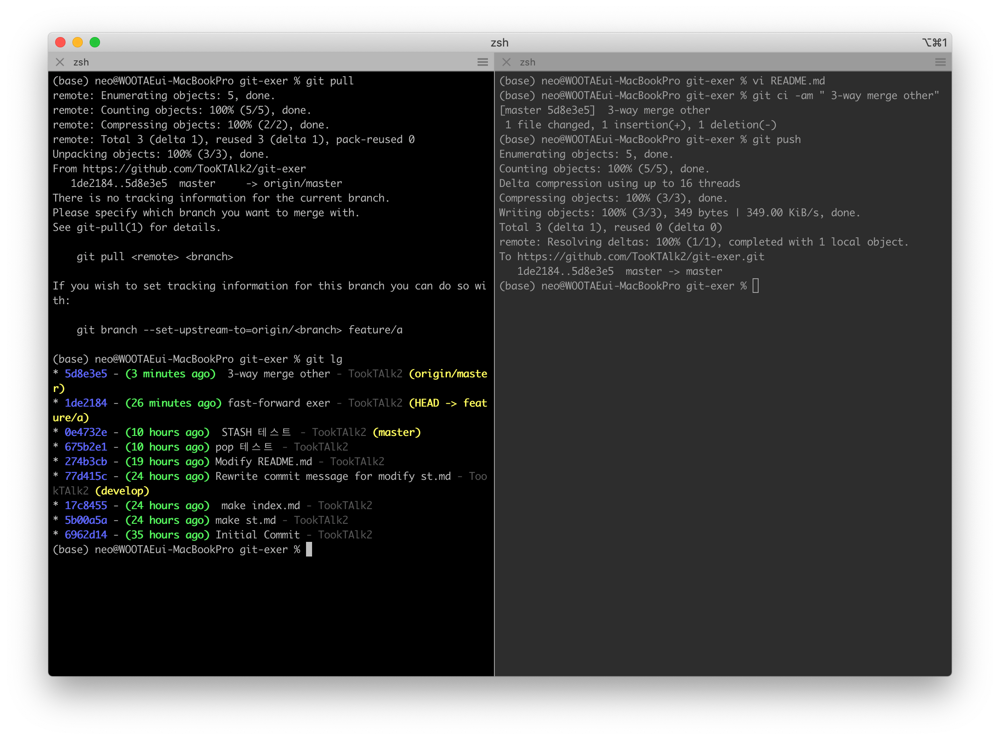 zsh
⌥⌘1
zsh
(base) neo@WOOTAEui-MacBookPro git-exer % git pull
remote: Enumerating objects: 5, done.
remote: Counting objects: 100% (5/5), done.
remote: Compressing objects: 100% (2/2), done.
remote: Total 3 (delta 1), reused 3 (delta 1), pack-reused 0
Unpacking objects: 100% (3/3), done.
From https://github.com/TooKTAlk2/git-exer
   1de2184..5d8e3e5  master     -> origin/master
There is no tracking information for the current branch.
Please specify which branch you want to merge with.
See git-pull(1) for details.

    git pull <remote> <branch>

If you wish to set tracking information for this branch you can do so wi
th:

    git branch --set-upstream-to=origin/<branch> feature/a

(base) neo@WOOTAEui-MacBookPro git-exer % git lg
* 5d8e3e5 - (3 minutes ago)  3-way merge other - TookTAlk2 (origin/maste
r)
* 1de2184 - (26 minutes ago) fast-forward exer - TookTAlk2 (HEAD -> feat
ure/a)
* 0e4732e - (10 hours ago)  STASH 테스트 - TookTAlk2 (master)
* 675b2e1 - (10 hours ago) pop 테스트 - TookTAlk2
* 274b3cb - (19 hours ago) Modify README.md - TookTAlk2
* 77d415c - (24 hours ago) Rewrite commit message for modify st.md - Too
kTAlk2 (develop)
* 17c8455 - (24 hours ago)  make index.md - TookTAlk2
* 5b00a5a - (24 hours ago) make st.md - TookTAlk2
* 6962d14 - (35 hours ago) Initial Commit - TookTAlk2
(base) neo@WOOTAEui-MacBookPro git-exer %
zsh
(base) neo@WOOTAEui-MacBookPro git-exer % vi README.md
(base) neo@WOOTAEui-MacBookPro git-exer % git ci -am " 3-way merge other"
[master 5d8e3e5]  3-way merge other
 1 file changed, 1 insertion(+), 1 deletion(-)
(base) neo@WOOTAEui-MacBookPro git-exer % git push
Enumerating objects: 5, done.
Counting objects: 100% (5/5), done.
Delta compression using up to 16 threads
Compressing objects: 100% (3/3), done.
Writing objects: 100% (3/3), 349 bytes | 349.00 KiB/s, done.
Total 3 (delta 1), reused 0 (delta 0)
remote: Resolving deltas: 100% (1/1), completed with 1 local object.
To https://github.com/TooKTAlk2/git-exer.git
   1de2184..5d8e3e5  master -> master
(base) neo@WOOTAEui-MacBookPro git-exer %